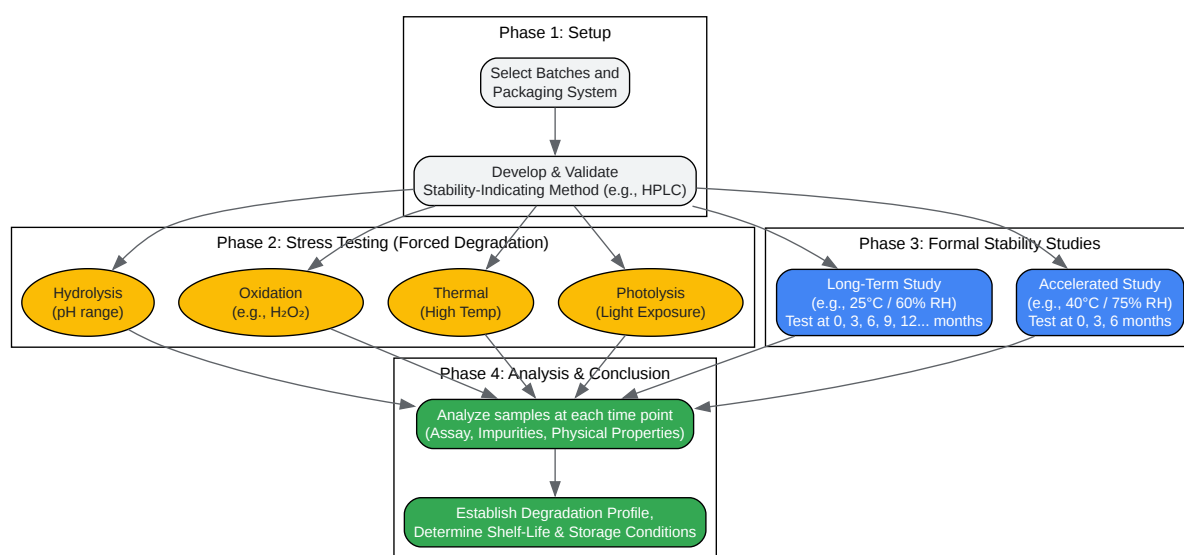 Phase 1: Setup
Select Batches and
Packaging System
Develop & Validate
Stability-Indicating Method (e.g., HPLC)
Phase 2: Stress Testing (Forced Degradation)
Hydrolysis
(pH range)
Oxidation
(e.g., H₂O₂)
Thermal
(High Temp)
Photolysis
(Light Exposure)
Phase 3: Formal Stability Studies
Long-Term Study
(e.g., 25°C / 60% RH)
Test at 0, 3, 6, 9, 12... months
Accelerated Study
(e.g., 40°C / 75% RH)
Test at 0, 3, 6 months
Phase 4: Analysis & Conclusion
Analyze samples at each time point
(Assay, Impurities, Physical Properties)
Establish Degradation Profile,
Determine Shelf-Life & Storage Conditions